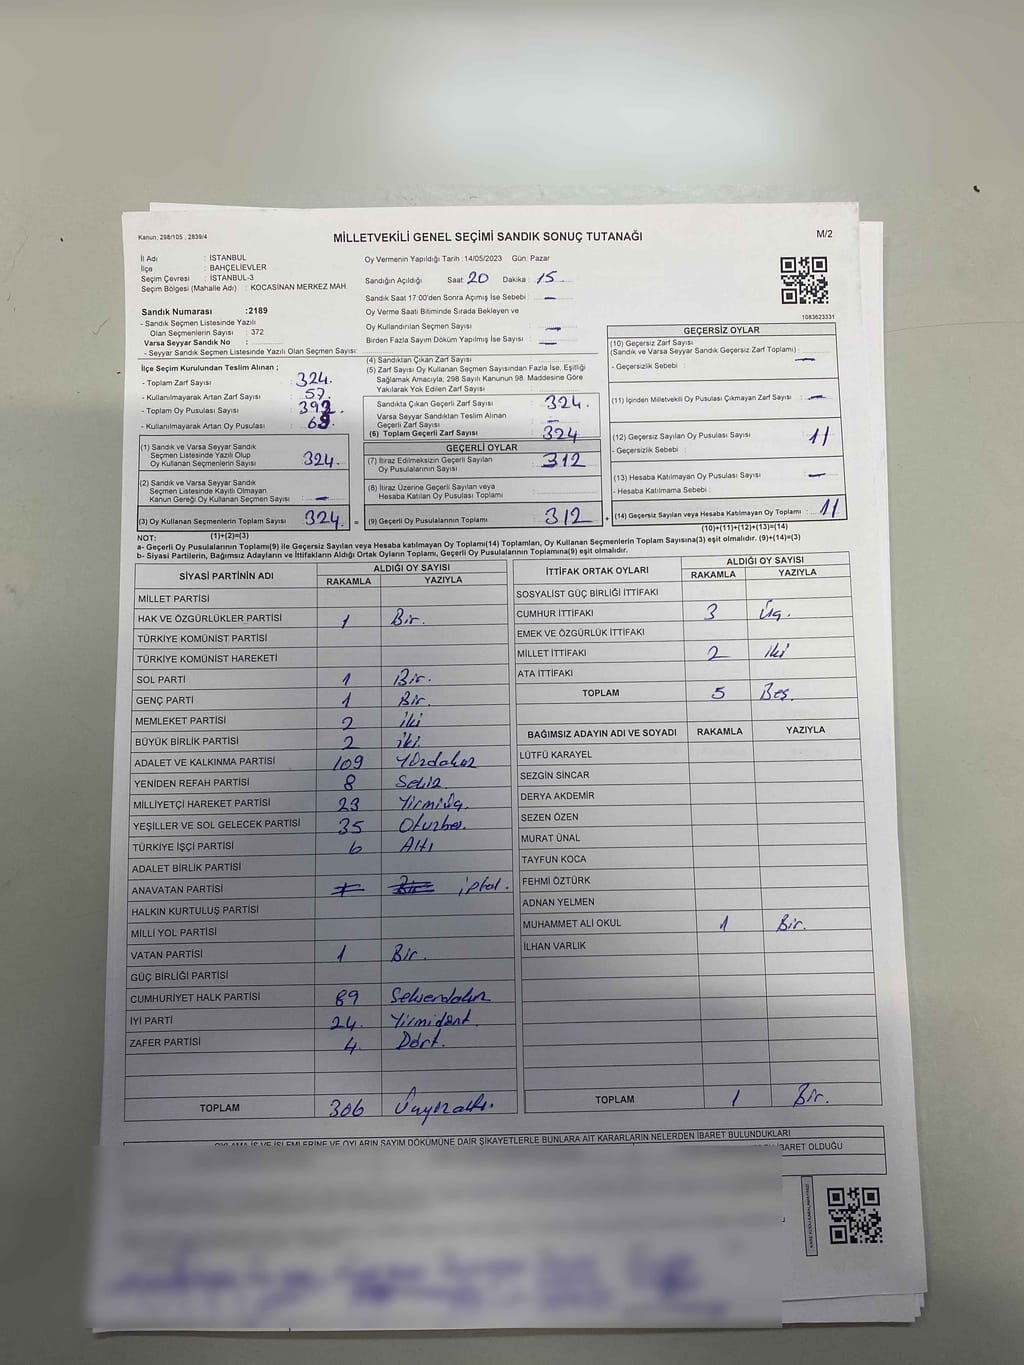 Kanun; 298/105 , 2839/4
MİLLETVEKİLİ GENEL SEÇİMİ SANDIK SONUÇ TUTANAĞI
M/2
İl Adı : İSTANBUL
İlçe : BAHÇELİEVLER
Seçim Çevresi : İSTANBUL-3
Seçim Bölgesi (Mahalle Adı) : KOCASİNAN MERKEZ MAH.
Oy Vermenin Yapıldığı Tarih :14/05/2023 Gün: Pazar
Sandığın Açıldığı Saat: 20 Dakika : 15
Sandık Saat 17:00'den Sonra Açımış İse Sebebi : —
Oy Verme Saati Bitiminde Sırada Bekleyen ve
Oy Kullandırılan Seçmen Sayısı : —
Birden Fazla Sayım Döküm Yapılmış İse Sayısı : —
1083623331
Sandık Numarası :2189
- Sandık Seçmen Listesinde Yazılı
Olan Seçmenlerin Sayısı : 372
Varsa Seyyar Sandık No :
- Seyyar Sandık Seçmen Listesinde Yazılı Olan Seçmen Sayısı:
İlçe Seçim Kurulundan Teslim Alınan ;
- Toplam Zarf Sayısı : 324.
- Kullanılmayarak Artan Zarf Sayısı : 57.
- Toplam Oy Pusulası Sayısı : 392.
- Kullanılmayarak Artan Oy Pusulası : 68.
(1) Sandık ve Varsa Seyyar Sandık
Seçmen Listesinde Yazılı Olup
Oy Kullanan Seçmenlerin Sayısı : 324.
(2) Sandık ve Varsa Seyyar Sandık
Seçmen Listesinde Kayıtlı Olmayan
Kanun Gereği Oy Kullanan Seçmen Sayısı : —
(3) Oy Kullanan Seçmenlerin Toplam Sayısı : 324.
(4) Sandıktan Çıkan Zarf Sayısı :
(5) Zarf Sayısı Oy Kullanan Seçmen Sayısından Fazla İse, Eşitliği
Sağlamak Amacıyla, 298 Sayılı Kanunun 98. Maddesine Göre
Yakılarak Yok Edilen Zarf Sayısı :
Sandıkta Çıkan Geçerli Zarf Sayısı : 324.
Varsa Seyyar Sandıktan Teslim Alınan
Geçerli Zarf Sayısı : —
(6) Toplam Geçerli Zarf Sayısı : 324
GEÇERLİ OYLAR
(7) İtiraz Edilmeksizin Geçerli Sayılan
Oy Pusulalarının Sayısı : 312
(8) İtiraz Üzerine Geçerli Sayılan veya
Hesaba Katılan Oy Pusulası Toplamı :
= (9) Geçerli Oy Pusulalarının Toplamı : 312
GEÇERSİZ OYLAR
(10) Geçersiz Zarf Sayısı
(Sandık ve Varsa Seyyar Sandık Geçersiz Zarf Toplamı) : —
- Geçersizlik Sebebi :
(11) İçinden Milletvekili Oy Pusulası Çıkmayan Zarf Sayısı : —
(12) Geçersiz Sayılan Oy Pusulası Sayısı : 11
- Geçersizlik Sebebi :
(13) Hesaba Katılmayan Oy Pusulası Sayısı : —
- Hesaba Katılmama Sebebi :
+ (14) Geçersiz Sayılan veya Hesaba Katılmayan Oy Toplamı : 11
NOT: (1)+(2)=(3) (10)+(11)+(12)+(13)=(14)
a- Geçerli Oy Pusulalarının Toplamı(9) ile Geçersiz Sayılan veya Hesaba Katılmayan Oy Pusulası(14) Toplamları, Oy Kullanan Seçmenlerin Toplam Sayısına(3) eşit olmalıdır. (9)+(14)=(3)
b- Siyasi Partilerin, Bağımsız Adayların ve İttifakların Aldığı Ortak Oyların Toplamı, Geçerli Oy Pusulalarının Toplamına(9) eşit olmalıdır.
SİYASİ PARTİNİN ADI ALDIĞI OY SAYISI
RAKAMLA YAZIYLA
MİLLET PARTİSİ
HAK VE ÖZGÜRLÜKLER PARTİSİ 1 Bir.
TÜRKİYE KOMÜNİST PARTİSİ
TÜRKİYE KOMÜNİST HAREKETİ
SOL PARTİ 1 Bir.
GENÇ PARTİ 1 Bir.
MEMLEKET PARTİSİ 2 iki
BÜYÜK BİRLİK PARTİSİ 2 iki.
ADALET VE KALKINMA PARTİSİ 109 Yüzdokuz
YENİDEN REFAH PARTİSİ 8 Sekiz
MİLLİYETÇİ HAREKET PARTİSİ 23 Yirmiüç.
YEŞİLLER VE SOL GELECEK PARTİSİ 35 Otuzbeş.
TÜRKİYE İŞÇİ PARTİSİ 6 Altı
ADALET BİRLİK PARTİSİ
ANAVATAN PARTİSİ 1 Bir iptal.
HALKIN KURTULUŞ PARTİSİ
MİLLİ YOL PARTİSİ
VATAN PARTİSİ 1 Bir.
GÜÇ BİRLİĞİ PARTİSİ
CUMHURİYET HALK PARTİSİ 89 Seksendokuz
İYİ PARTİ 24. Yirmidört.
ZAFER PARTİSİ 4. Dört.
TOPLAM 306 Üçyüzaltı.
İTTİFAK ORTAK OYLARI ALDIĞI OY SAYISI
RAKAMLA YAZIYLA
SOSYALİST GÜÇ BİRLİĞİ İTTİFAKI
CUMHUR İTTİFAKI 3 Üç.
EMEK VE ÖZGÜRLÜK İTTİFAKI
MİLLET İTTİFAKI 2 iki
ATA İTTİFAKI
TOPLAM 5 Beş.
BAĞIMSIZ ADAYIN ADI VE SOYADI RAKAMLA YAZIYLA
LÜTFÜ KARAYEL
SEZGİN SİNCAR
DERYA AKDEMİR
SEZEN ÖZEN
MURAT ÜNAL
TAYFUN KOCA
FEHMİ ÖZTÜRK
ADNAN YELMEN
MUHAMMET ALİ OKUL 1 Bir.
İLHAN VARLIK
TOPLAM 1 Bir.
OYLAMA İŞ VE İŞLEMLERİNE VE OYLARIN SAYIM DÖKÜMÜNE DAİR ŞİKAYETLERLE BUNLARA AİT KARARLARIN NELERDEN İBARET BULUNDUKLARI
İBARET OLDUĞU